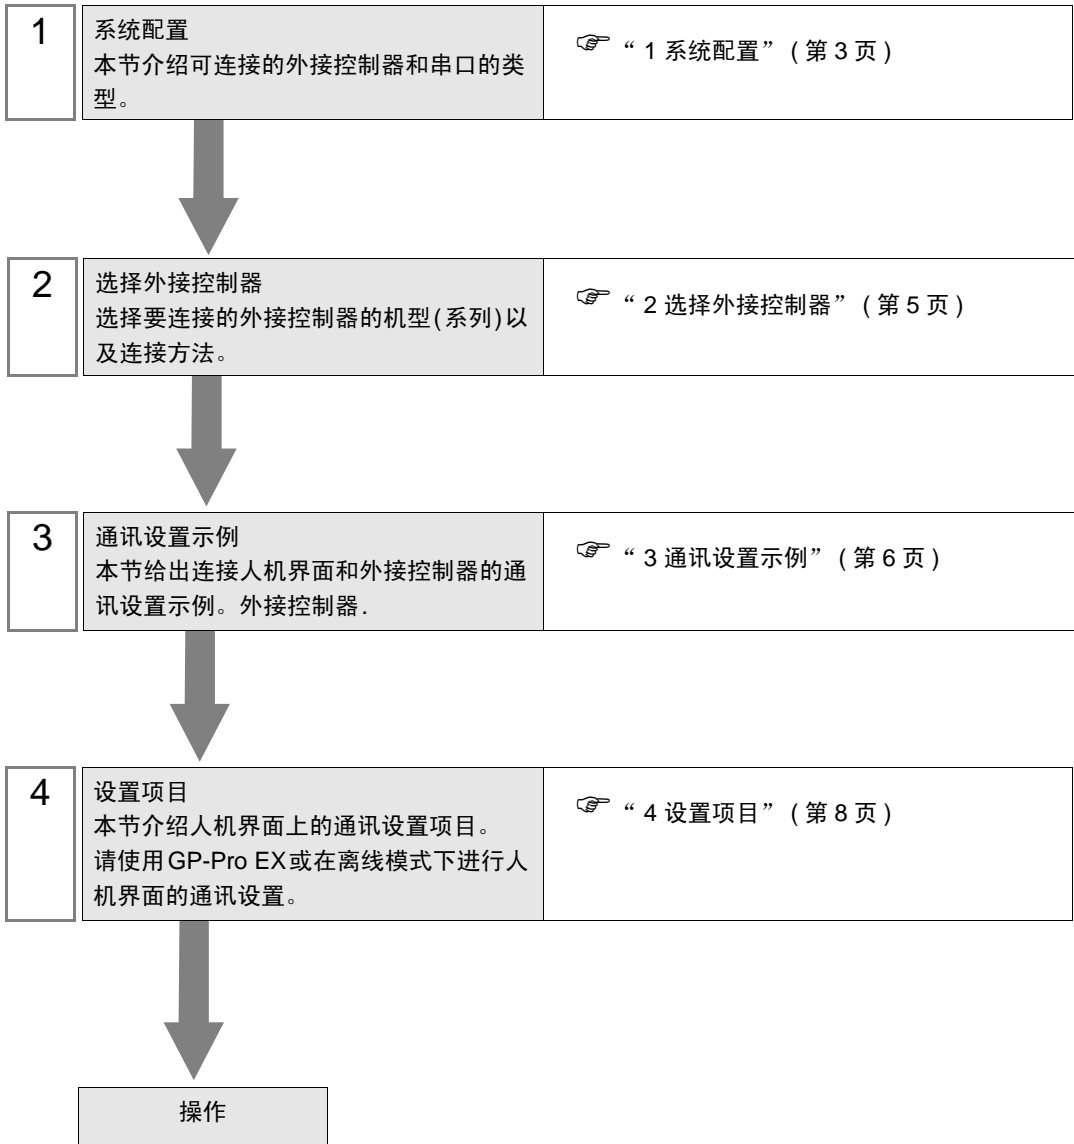 1
系统配置
本节介绍可连接的外接控制器和串口的类
型。
☞ “ 1 系统配置” ( 第 3 页 )
2
选择外接控制器
选择要连接的外接控制器的机型(系列)以
及连接方法。
☞ “ 2 选择外接控制器” ( 第 5 页 )
3
通讯设置示例
本节给出连接人机界面和外接控制器的通
讯设置示例。外接控制器.
☞ “ 3 通讯设置示例” ( 第 6 页 )
4
设置项目
本节介绍人机界面上的通讯设置项目。
请使用GP-Pro EX或在离线模式下进行人
机界面的通讯设置。
☞ “ 4 设置项目” ( 第 8 页 )
操作